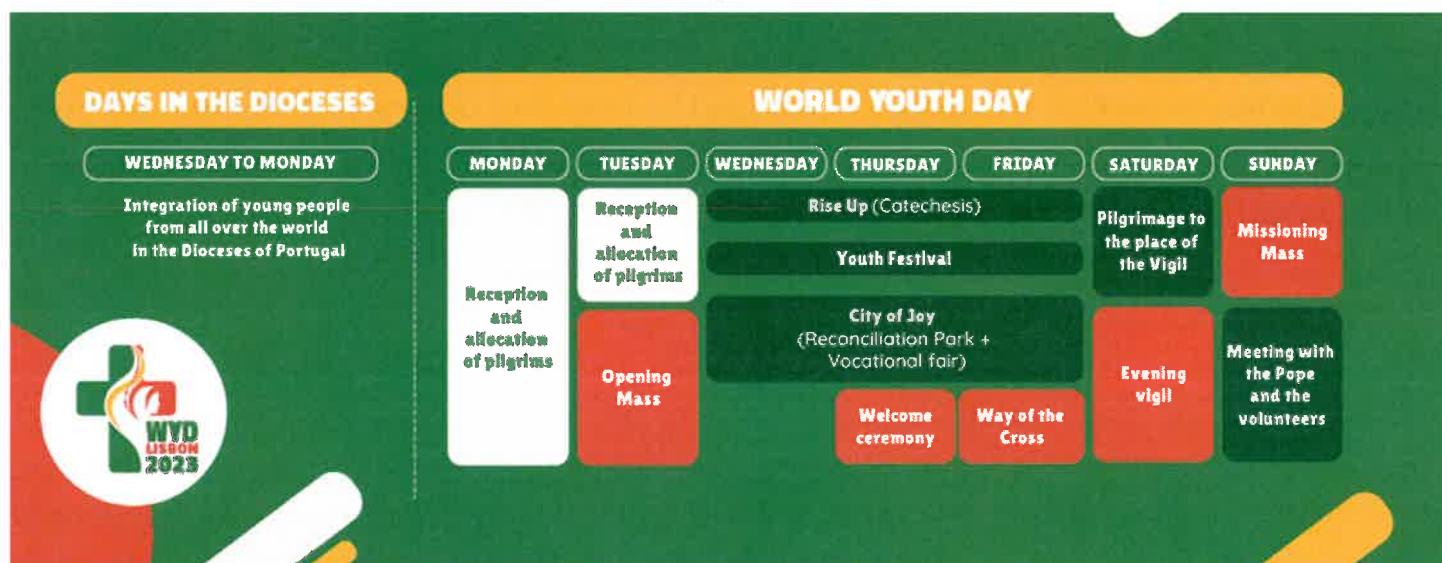 DAYS IN THE DIOCESES
WEDNESDAY TO MONDAY
Integration of young people
from all over the world
in the Dioceses of Portugal
WYD
LISBON
2023
WORLD YOUTH DAY
MONDAY
TUESDAY
WEDNESDAY
THURSDAY
FRIDAY
SATURDAY
SUNDAY
Reception
and
allocation
of pilgrims
Reception
and
allocation
of pilgrims
Opening
Mass
Rise Up (Catechesis)
Youth Festival
City of Joy
(Reconciliation Park +
Vocational fair)
Welcome
ceremony
Way of the
Cross
Pilgrimage to
the place of
the Vigil
Evening
vigil
Missioning
Mass
Meeting with
the Pope
and the
volunteers